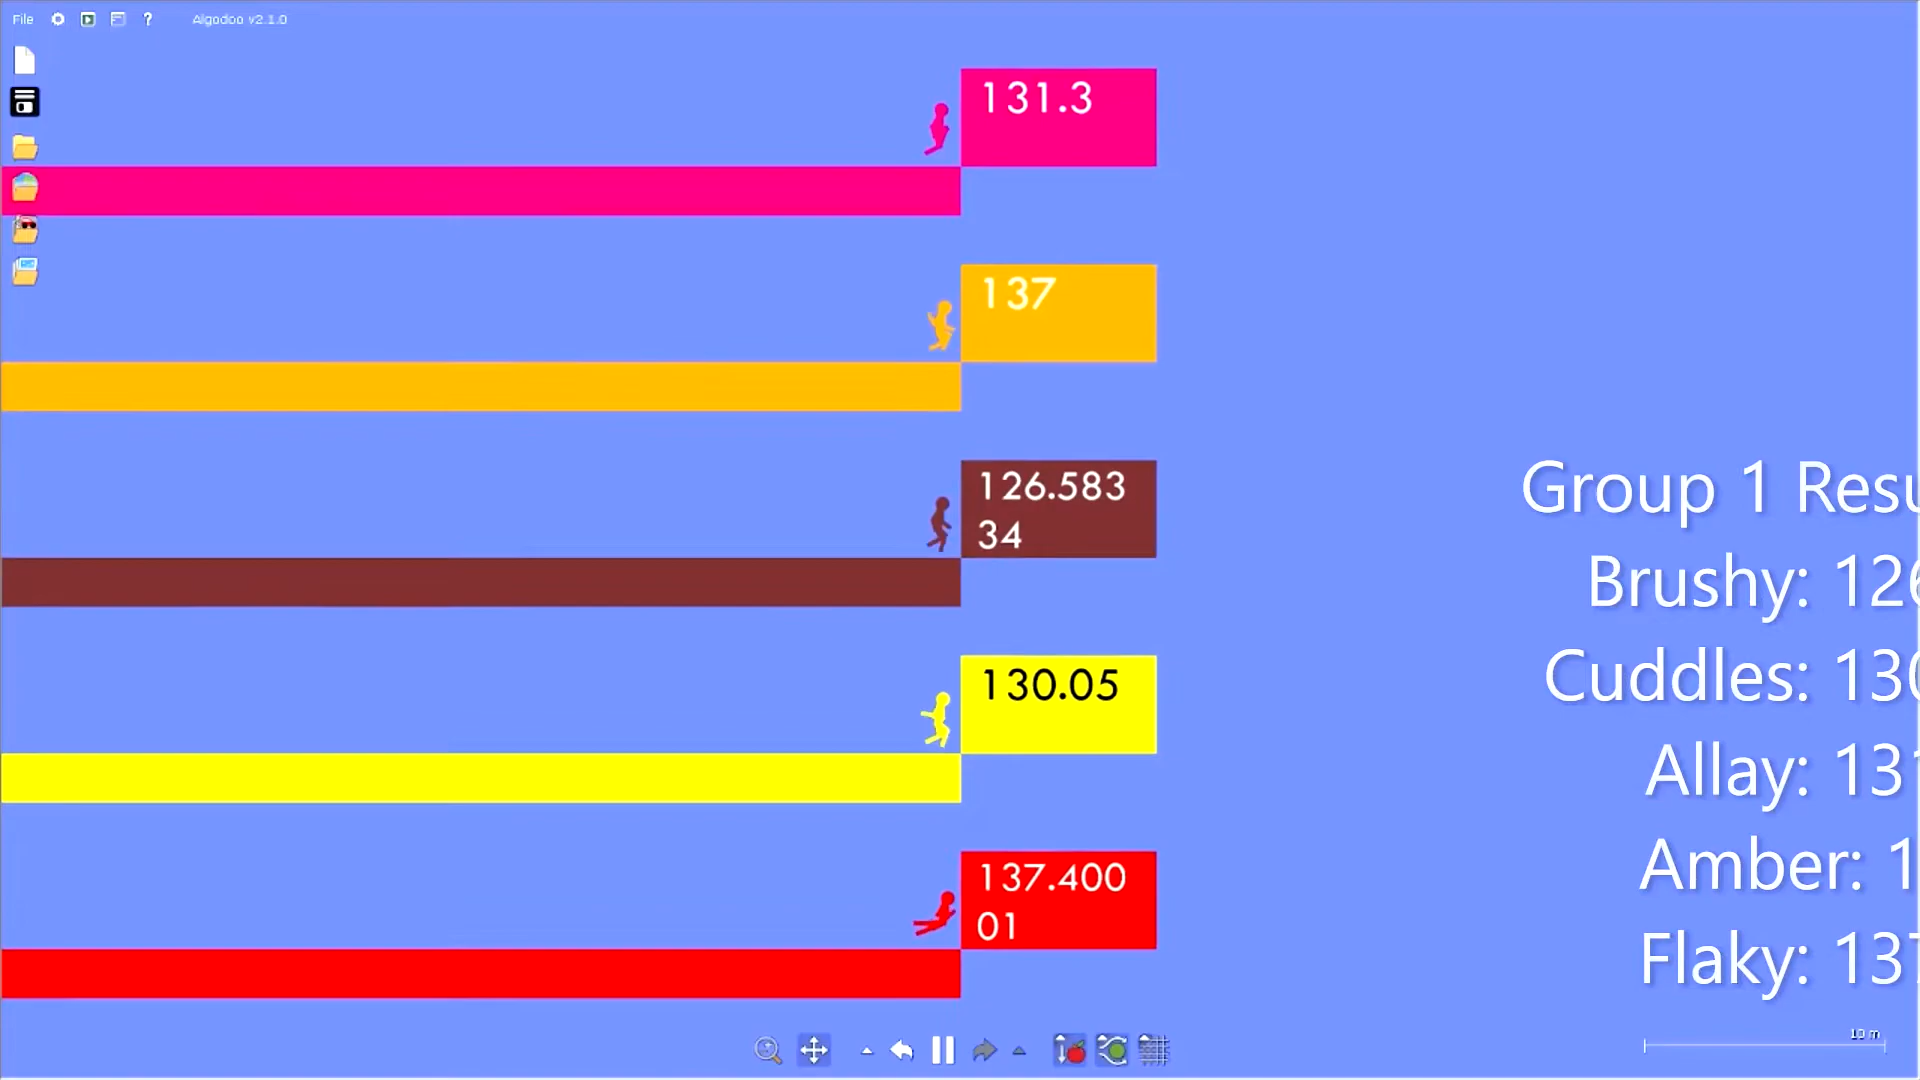 File ? Algodoo v2.1.0
131.3
137
126.583
34
130.05
137.400
01
Group 1 Resu
Brushy: 126
Cuddles: 130
Allay: 131
Amber: 1
Flaky: 137
10 m